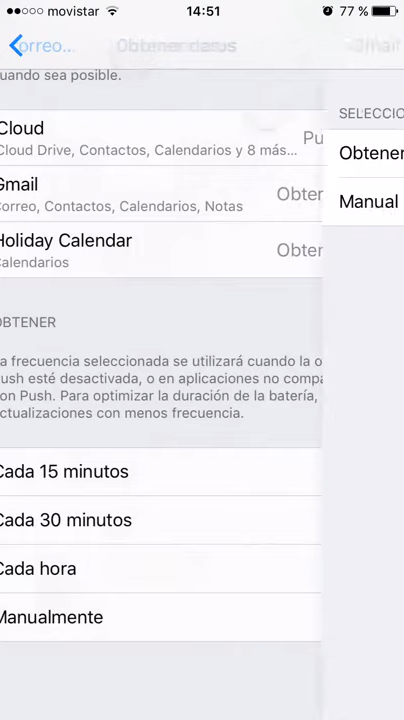 movistar 14:51 77 %
orreo... Obtener datos Gmail
uando sea posible.
SELECCIO
Cloud
Cloud Drive, Contactos, Calendarios y 8 más... Pu
Obtener
Gmail
Correo, Contactos, Calendarios, Notas Obter
Manual
Holiday Calendar
Calendarios Obter
OBTENER
a frecuencia seleccionada se utilizará cuando la o
ush esté desactivada, o en aplicaciones no compa
on Push. Para optimizar la duración de la batería,
ctualizaciones con menos frecuencia.
Cada 15 minutos
Cada 30 minutos
Cada hora
Manualmente